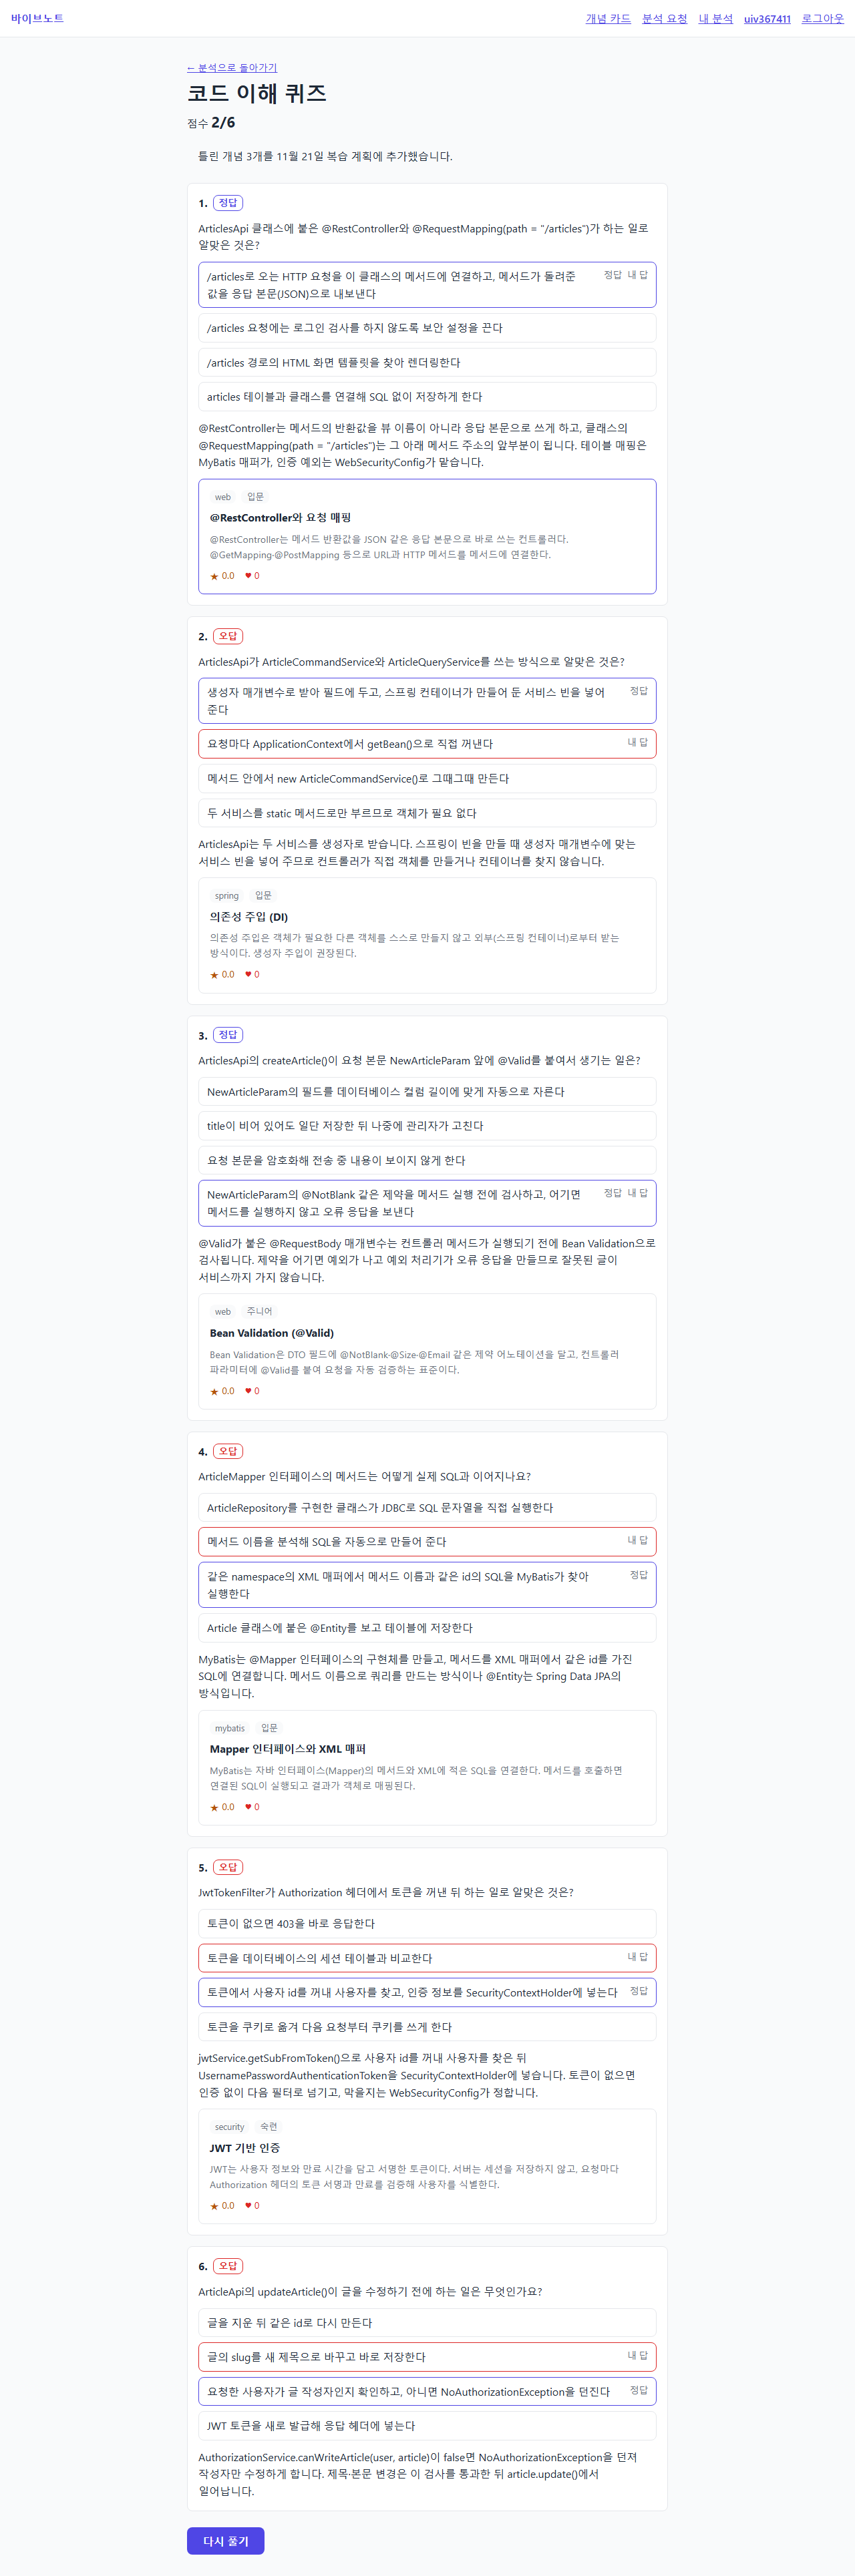 바이브노트
개념 카드 분석 요청 내 분석 uiv367411 로그아웃
← 분석으로 돌아가기
코드 이해 퀴즈
점수 2/6
틀린 개념 3개를 11월 21일 복습 계획에 추가했습니다.
1. 정답
ArticlesApi 클래스에 붙은 @RestController와 @RequestMapping(path = "/articles")가 하는 일로
알맞은 것은?
/articles로 오는 HTTP 요청을 이 클래스의 메서드에 연결하고, 메서드가 돌려준 정답 내 답
값을 응답 본문(JSON)으로 내보낸다
/articles 요청에는 로그인 검사를 하지 않도록 보안 설정을 끈다
/articles 경로의 HTML 화면 템플릿을 찾아 렌더링한다
articles 테이블과 클래스를 연결해 SQL 없이 저장하게 한다
@RestController는 메서드의 반환값을 뷰 이름이 아니라 응답 본문으로 쓰게 하고, 클래스의
@RequestMapping(path = "/articles")는 그 아래 메서드 주소의 앞부분이 됩니다. 테이블 매핑은
MyBatis 매퍼가, 인증 예외는 WebSecurityConfig가 맡습니다.
web 입문
@RestController와 요청 매핑
@RestController는 메서드 반환값을 JSON 같은 응답 본문으로 바로 쓰는 컨트롤러다.
@GetMapping·@PostMapping 등으로 URL과 HTTP 메서드를 메서드에 연결한다.
★ 0.0 ♥ 0
2. 오답
ArticlesApi가 ArticleCommandService와 ArticleQueryService를 쓰는 방식으로 알맞은 것은?
생성자 매개변수로 받아 필드에 두고, 스프링 컨테이너가 만들어 둔 서비스 빈을 넣어 정답
준다
요청마다 ApplicationContext에서 getBean()으로 직접 꺼낸다 내 답
메서드 안에서 new ArticleCommandService()로 그때그때 만든다
두 서비스를 static 메서드로만 부르므로 객체가 필요 없다
ArticlesApi는 두 서비스를 생성자로 받습니다. 스프링이 빈을 만들 때 생성자 매개변수에 맞는
서비스 빈을 넣어 주므로 컨트롤러가 직접 객체를 만들거나 컨테이너를 찾지 않습니다.
spring 입문
의존성 주입 (DI)
의존성 주입은 객체가 필요한 다른 객체를 스스로 만들지 않고 외부(스프링 컨테이너)로부터 받는
방식이다. 생성자 주입이 권장된다.
★ 0.0 ♥ 0
3. 정답
ArticlesApi의 createArticle()이 요청 본문 NewArticleParam 앞에 @Valid를 붙여서 생기는 일은?
NewArticleParam의 필드를 데이터베이스 컬럼 길이에 맞게 자동으로 자른다
title이 비어 있어도 일단 저장한 뒤 나중에 관리자가 고친다
요청 본문을 암호화해 전송 중 내용이 보이지 않게 한다
NewArticleParam의 @NotBlank 같은 제약을 메서드 실행 전에 검사하고, 어기면 정답 내 답
메서드를 실행하지 않고 오류 응답을 보낸다
@Valid가 붙은 @RequestBody 매개변수는 컨트롤러 메서드가 실행되기 전에 Bean Validation으로
검사됩니다. 제약을 어기면 예외가 나고 예외 처리기가 오류 응답을 만들므로 잘못된 글이
서비스까지 가지 않습니다.
web 주니어
Bean Validation (@Valid)
Bean Validation은 DTO 필드에 @NotBlank·@Size·@Email 같은 제약 어노테이션을 달고, 컨트롤러
파라미터에 @Valid를 붙여 요청을 자동 검증하는 표준이다.
★ 0.0 ♥ 0
4. 오답
ArticleMapper 인터페이스의 메서드는 어떻게 실제 SQL과 이어지나요?
ArticleRepository를 구현한 클래스가 JDBC로 SQL 문자열을 직접 실행한다
메서드 이름을 분석해 SQL을 자동으로 만들어 준다 내 답
같은 namespace의 XML 매퍼에서 메서드 이름과 같은 id의 SQL을 MyBatis가 찾아 정답
실행한다
Article 클래스에 붙은 @Entity를 보고 테이블에 저장한다
MyBatis는 @Mapper 인터페이스의 구현체를 만들고, 메서드를 XML 매퍼에서 같은 id를 가진
SQL에 연결합니다. 메서드 이름으로 쿼리를 만드는 방식이나 @Entity는 Spring Data JPA의
방식입니다.
mybatis 입문
Mapper 인터페이스와 XML 매퍼
MyBatis는 자바 인터페이스(Mapper)의 메서드와 XML에 적은 SQL을 연결한다. 메서드를 호출하면
연결된 SQL이 실행되고 결과가 객체로 매핑된다.
★ 0.0 ♥ 0
5. 오답
JwtTokenFilter가 Authorization 헤더에서 토큰을 꺼낸 뒤 하는 일로 알맞은 것은?
토큰이 없으면 403을 바로 응답한다
토큰을 데이터베이스의 세션 테이블과 비교한다 내 답
토큰에서 사용자 id를 꺼내 사용자를 찾고, 인증 정보를 SecurityContextHolder에 넣는다 정답
토큰을 쿠키로 옮겨 다음 요청부터 쿠키를 쓰게 한다
jwtService.getSubFromToken()으로 사용자 id를 꺼내 사용자를 찾은 뒤
UsernamePasswordAuthenticationToken을 SecurityContextHolder에 넣습니다. 토큰이 없으면
인증 없이 다음 필터로 넘기고, 막을지는 WebSecurityConfig가 정합니다.
security 숙련
JWT 기반 인증
JWT는 사용자 정보와 만료 시간을 담고 서명한 토큰이다. 서버는 세션을 저장하지 않고, 요청마다
Authorization 헤더의 토큰 서명과 만료를 검증해 사용자를 식별한다.
★ 0.0 ♥ 0
6. 오답
ArticleApi의 updateArticle()이 글을 수정하기 전에 하는 일은 무엇인가요?
글을 지운 뒤 같은 id로 다시 만든다
글의 slug를 새 제목으로 바꾸고 바로 저장한다 내 답
요청한 사용자가 글 작성자인지 확인하고, 아니면 NoAuthorizationException을 던진다 정답
JWT 토큰을 새로 발급해 응답 헤더에 넣는다
AuthorizationService.canWriteArticle(user, article)이 false면 NoAuthorizationException을 던져
작성자만 수정하게 합니다. 제목·본문 변경은 이 검사를 통과한 뒤 article.update()에서
일어납니다.
다시 풀기